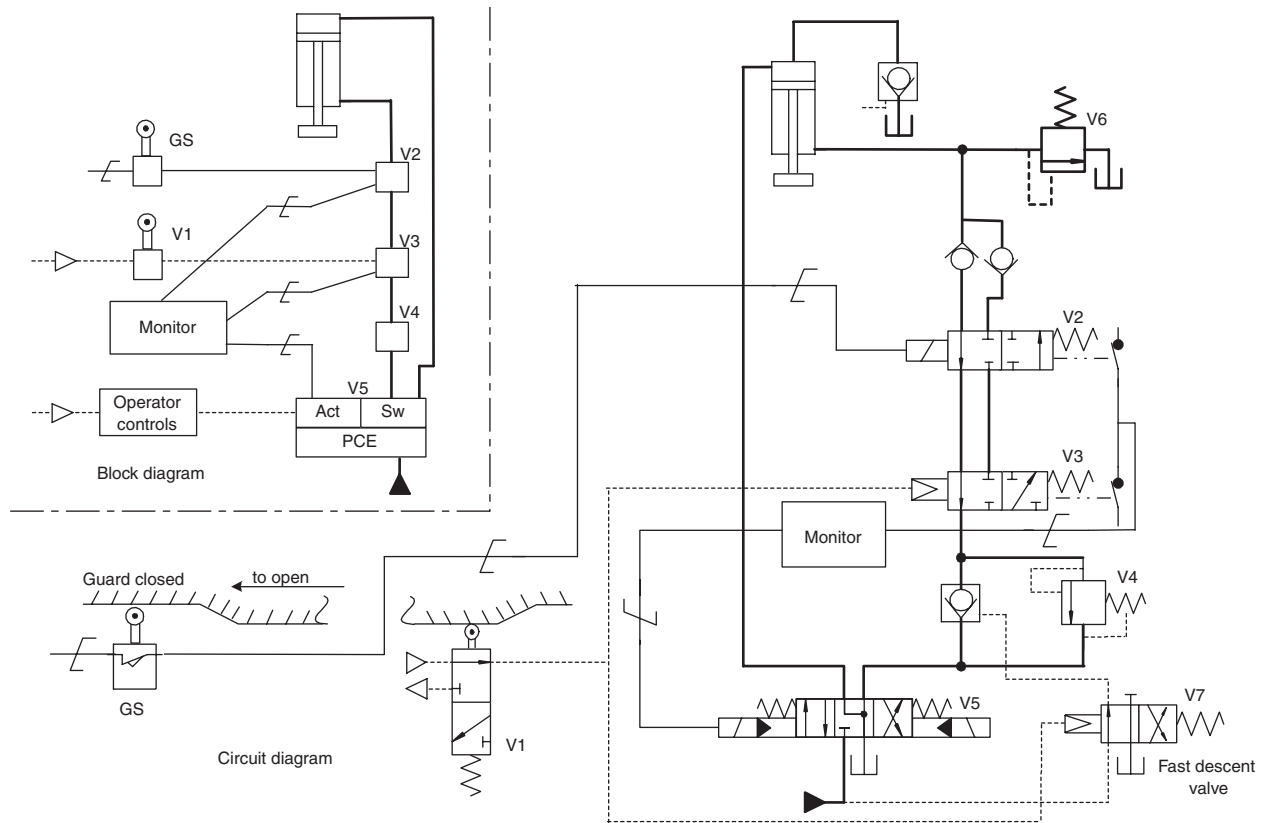 GS
V2
V1
V3
Monitor
V4
V5
Operator
controls
Act
Sw
PCE
Block diagram
V6
V2
V3
Monitor
Guard closed
to open
V4
GS
V1
V5
V7
Circuit diagram
Fast descent
valve